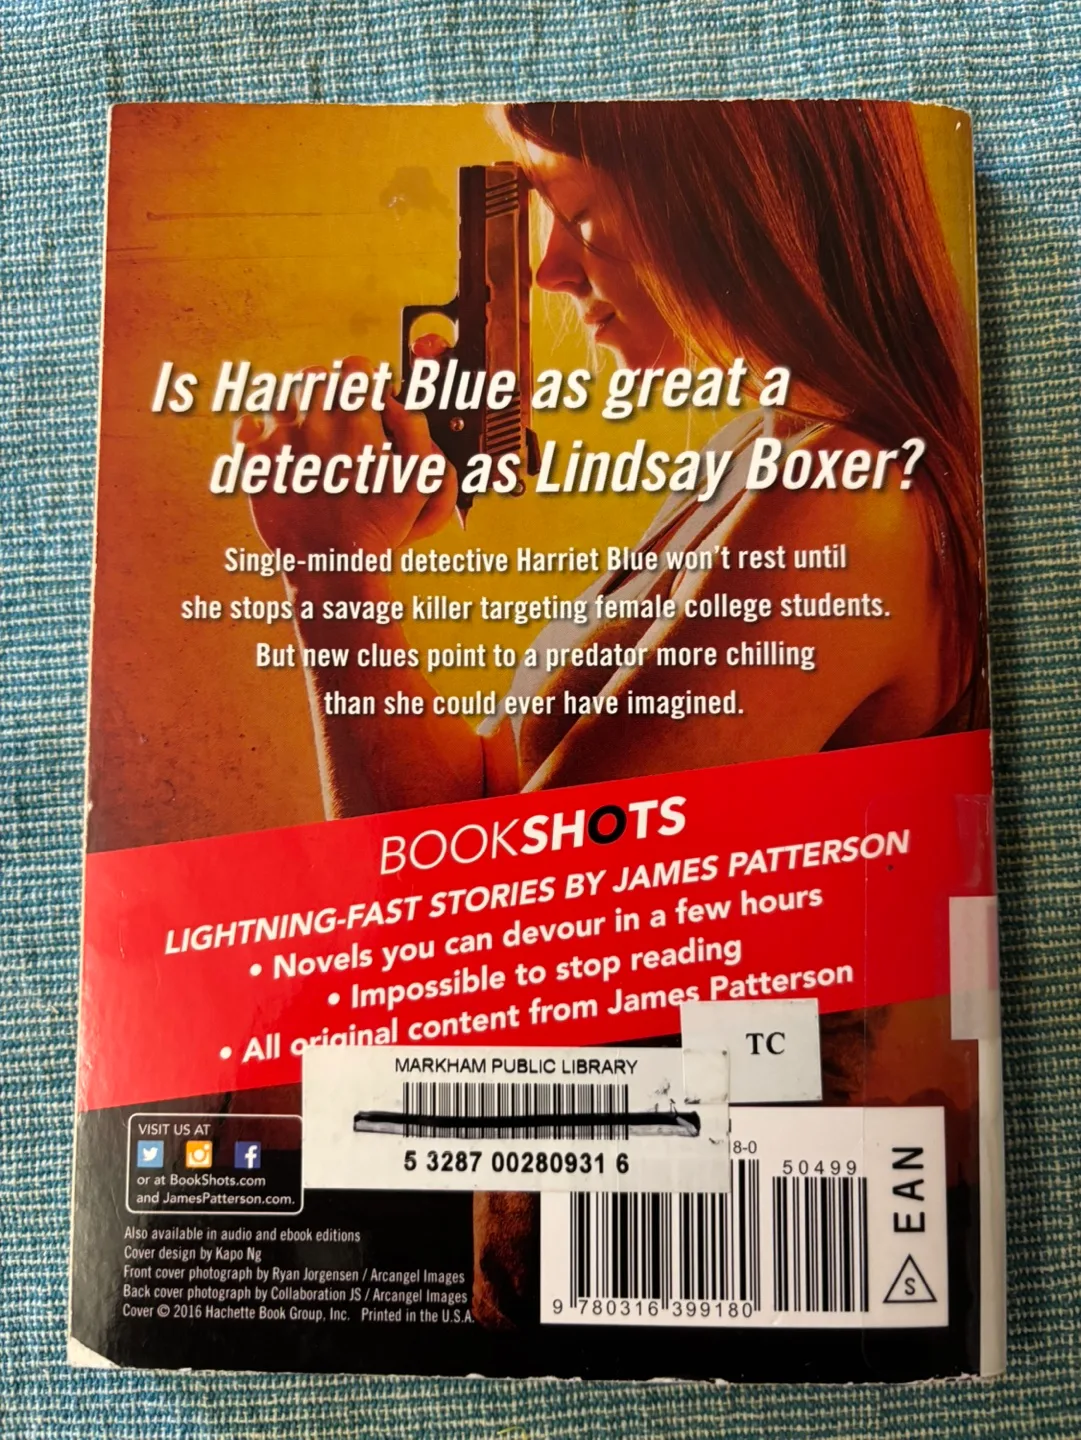 Is Harriet Blue as great a
detective as Lindsay Boxer?
Single-minded detective Harriet Blue won't rest until
she stops a savage killer targeting female college students.
But new clues point to a predator more chilling
than she could ever have imagined.
BOOKSHOTS
LIGHTNING-FAST STORIES BY JAMES PATTERSON
• Novels you can devour in a few hours
• Impossible to stop reading
• All original content from James Patterson
TC
MARKHAM PUBLIC LIBRARY
5 3287 00280931 6
VISIT US AT
or at BookShots.com
and JamesPatterson.com.
Also available in audio and ebook editions
Cover design by Kapo Ng
Front cover photograph by Ryan Jorgensen / Arcangel Images
Back cover photograph by Collaboration JS / Arcangel Images
Cover © 2016 Hachette Book Group, Inc. Printed in the U.S.A.
8-0
50499
9 780316 399180
EAN
S